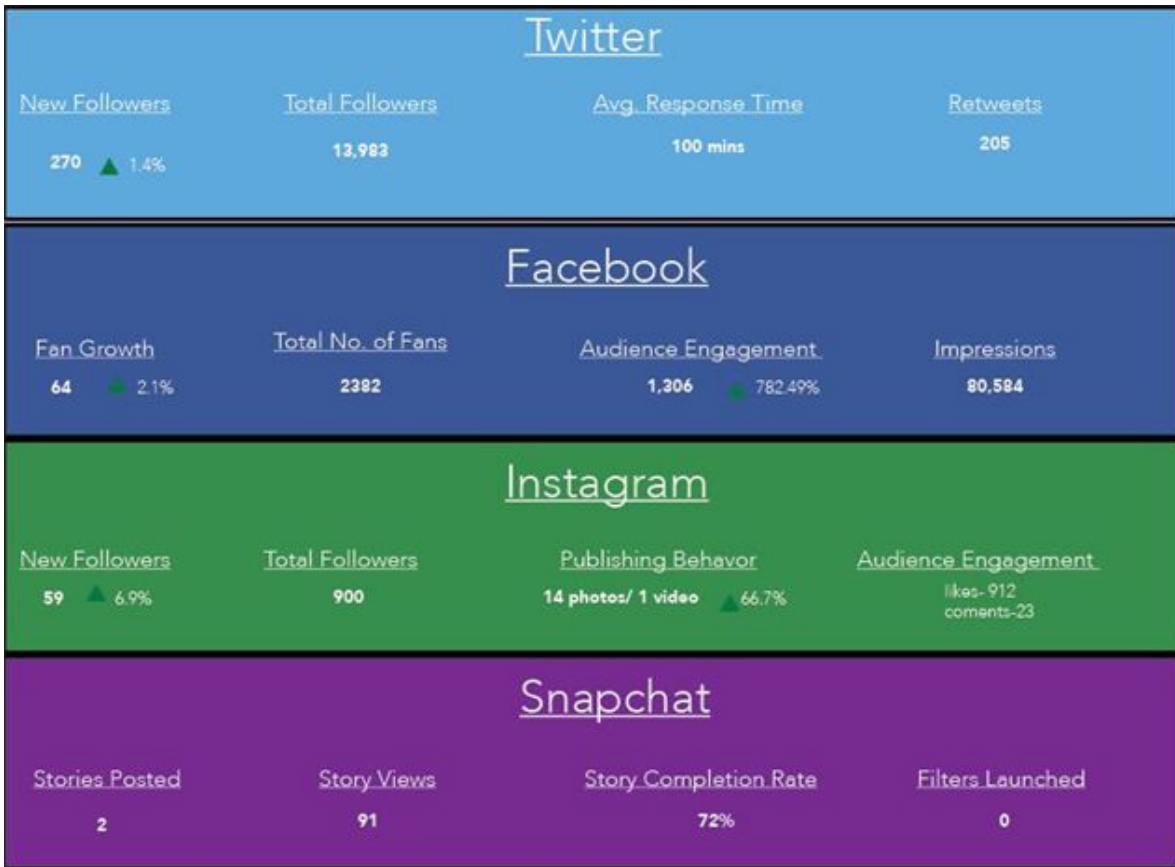 Twitter
New Followers Total Followers Avg. Response Time Retweets
270 ▲ 1.4% 13,983 100 mins 205
Facebook
Fan Growth Total No. of Fans Audience Engagement Impressions
64 ▲ 2.1% 2382 1,306 ▲ 782.49% 80,584
Instagram
New Followers Total Followers Publishing Behavor Audience Engagement
59 ▲ 6.9% 900 14 photos/ 1 video ▲ 66.7% likes- 912
coments-23
Snapchat
Stories Posted Story Views Story Completion Rate Filters Launched
2 91 72% 0